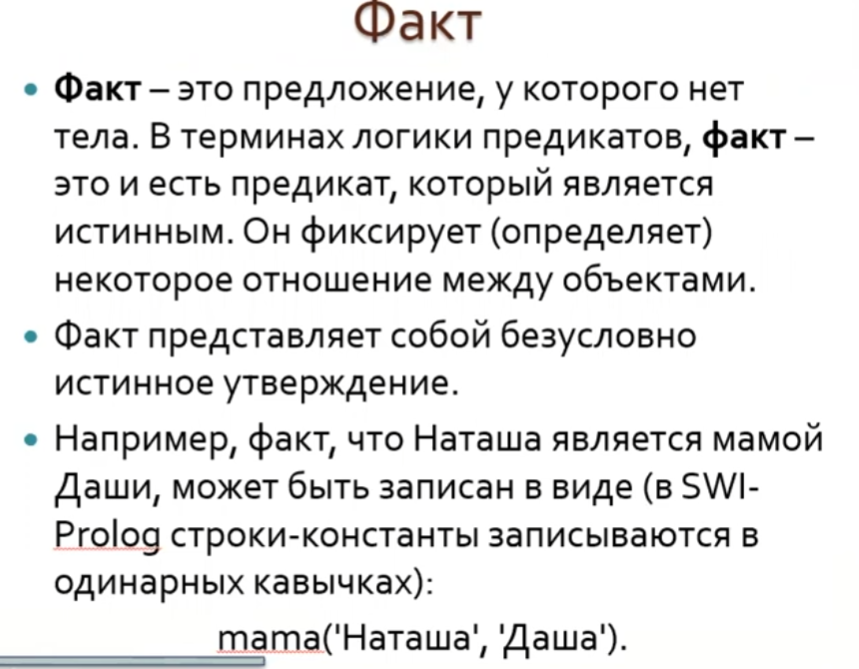 Факт
• Факт – это предложение, у которого нет
тела. В терминах логики предикатов, факт –
это и есть предикат, который является
истинным. Он фиксирует (определяет)
некоторое отношение между объектами.
• Факт представляет собой безусловно
истинное утверждение.
• Например, факт, что Наташа является мамой
Даши, может быть записан в виде (в SWI-
Prolog строки-константы записываются в
одинарных кавычках):
mama('Наташа', 'Даша').